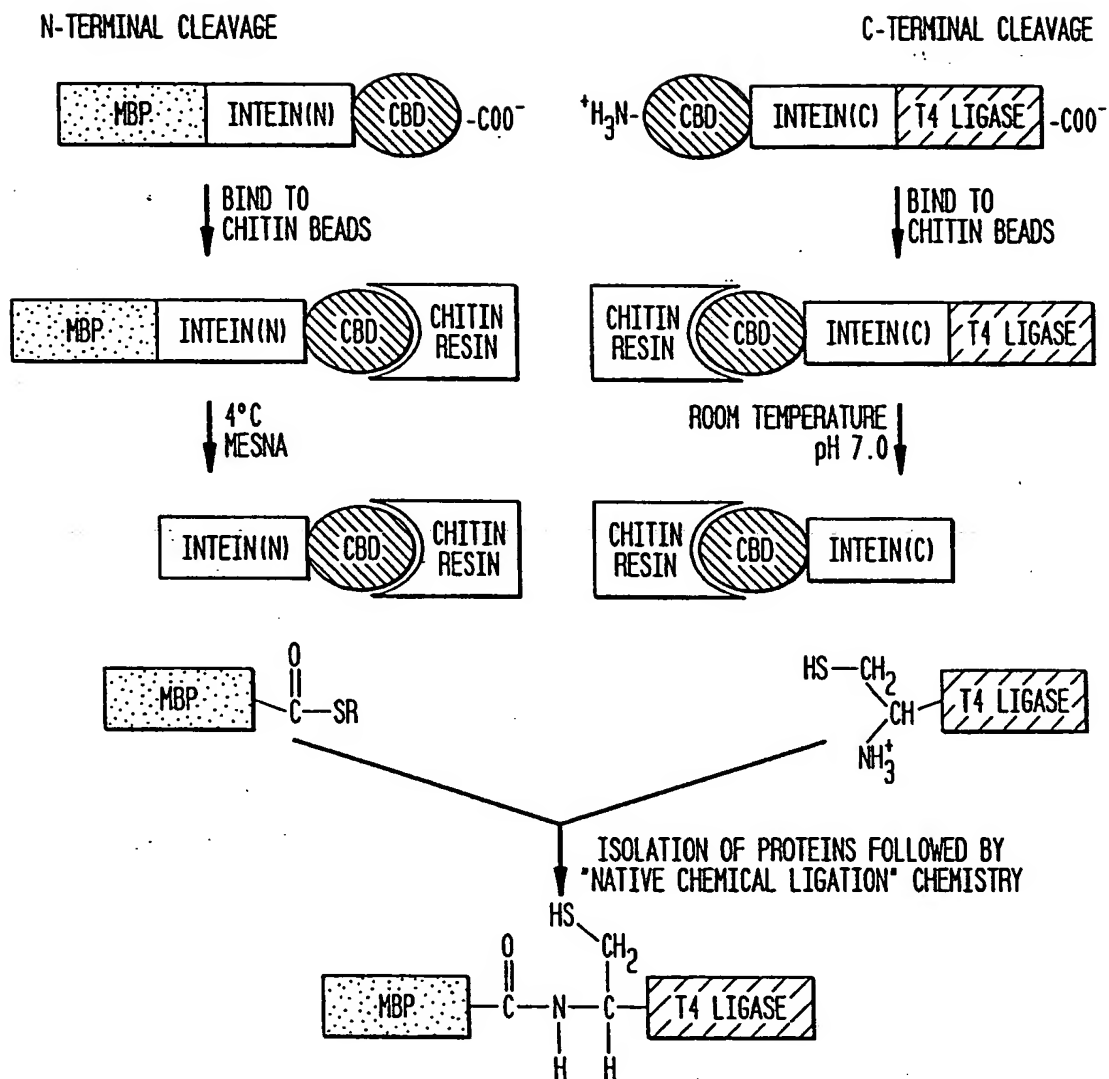 N-TERMINAL CLEAVAGE
C-TERMINAL CLEAVAGE
MBP
INTEIN(N)
CBD
-COO⁻
⁺H₃N-
CBD
INTEIN(C)
T4 LIGASE
-COO⁻
BIND TO
CHITIN BEADS
BIND TO
CHITIN BEADS
MBP
INTEIN(N)
CBD
CHITIN
RESIN
CHITIN
RESIN
CBD
INTEIN(C)
T4 LIGASE
4°C
MESNA
ROOM TEMPERATURE
pH 7.0
INTEIN(N)
CBD
CHITIN
RESIN
CHITIN
RESIN
CBD
INTEIN(C)
MBP
O
C
SR
HS
CH₂
CH
NH₃⁺
T4 LIGASE
ISOLATION OF PROTEINS FOLLOWED BY
"NATIVE CHEMICAL LIGATION" CHEMISTRY
HS
O
CH₂
MBP
C
N
C
T4 LIGASE
H
H